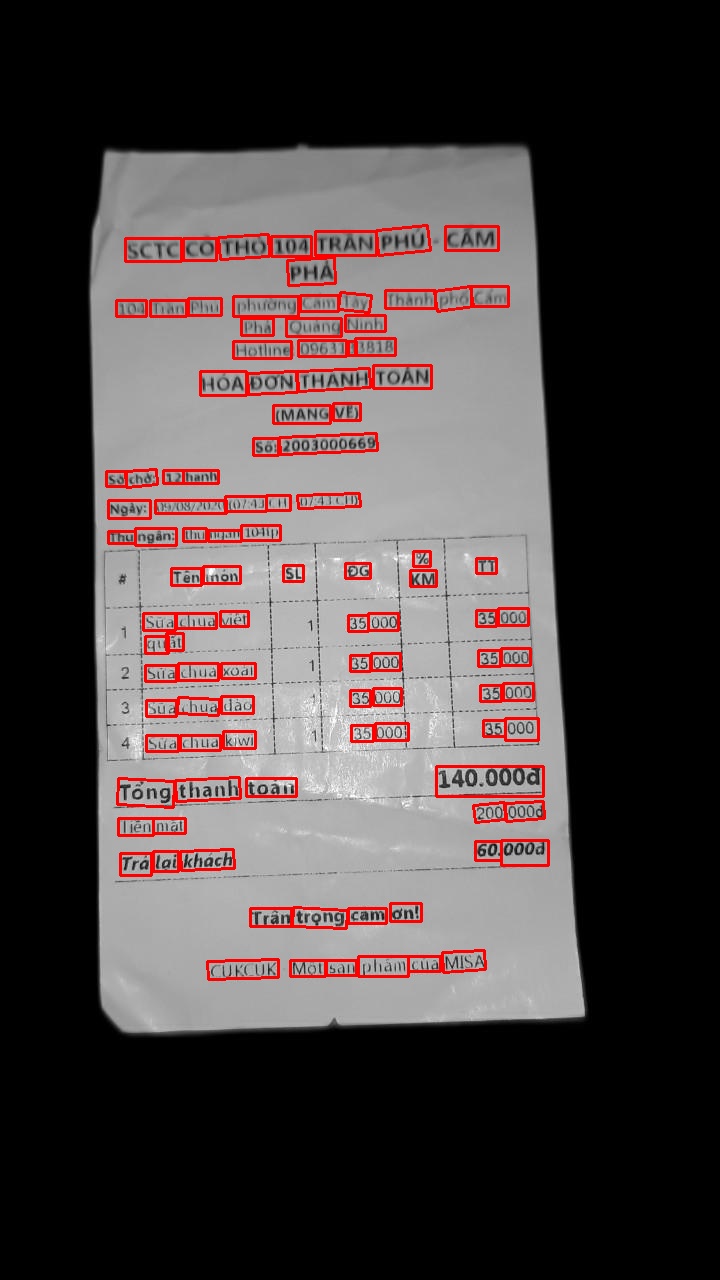 SCTC CÔ THƠ 104 TRẦN PHÚ - CẨM
PHẢ
104 Trần Phú phường Cẩm Tây Thành phố Cẩm
Phả Quảng Ninh
Hotline 0963113818
HÓA ĐƠN THANH TOÁN
(MANG VỀ)
Số: 2003000669
Số chờ: 12 hanh
Ngày: 09/08/2020 (07:43 CH 07:43 CH)
Thu ngân: thu ngan 104tp
# Tên món SL ĐG % KM TT
1 Sữa chua việt quất 1 35.000 35.000
2 Sữa chua xoài 1 35.000 35.000
3 Sữa chua đào 1 35.000 35.000
4 Sữa chua kiwi 1 35.000 35.000
Tổng thanh toán 140.000đ
Tiền mặt 200.000đ
Trả lại khách 60.000đ
Trân trọng cảm ơn!
CUKCUK - Một sản phẩm của MISA